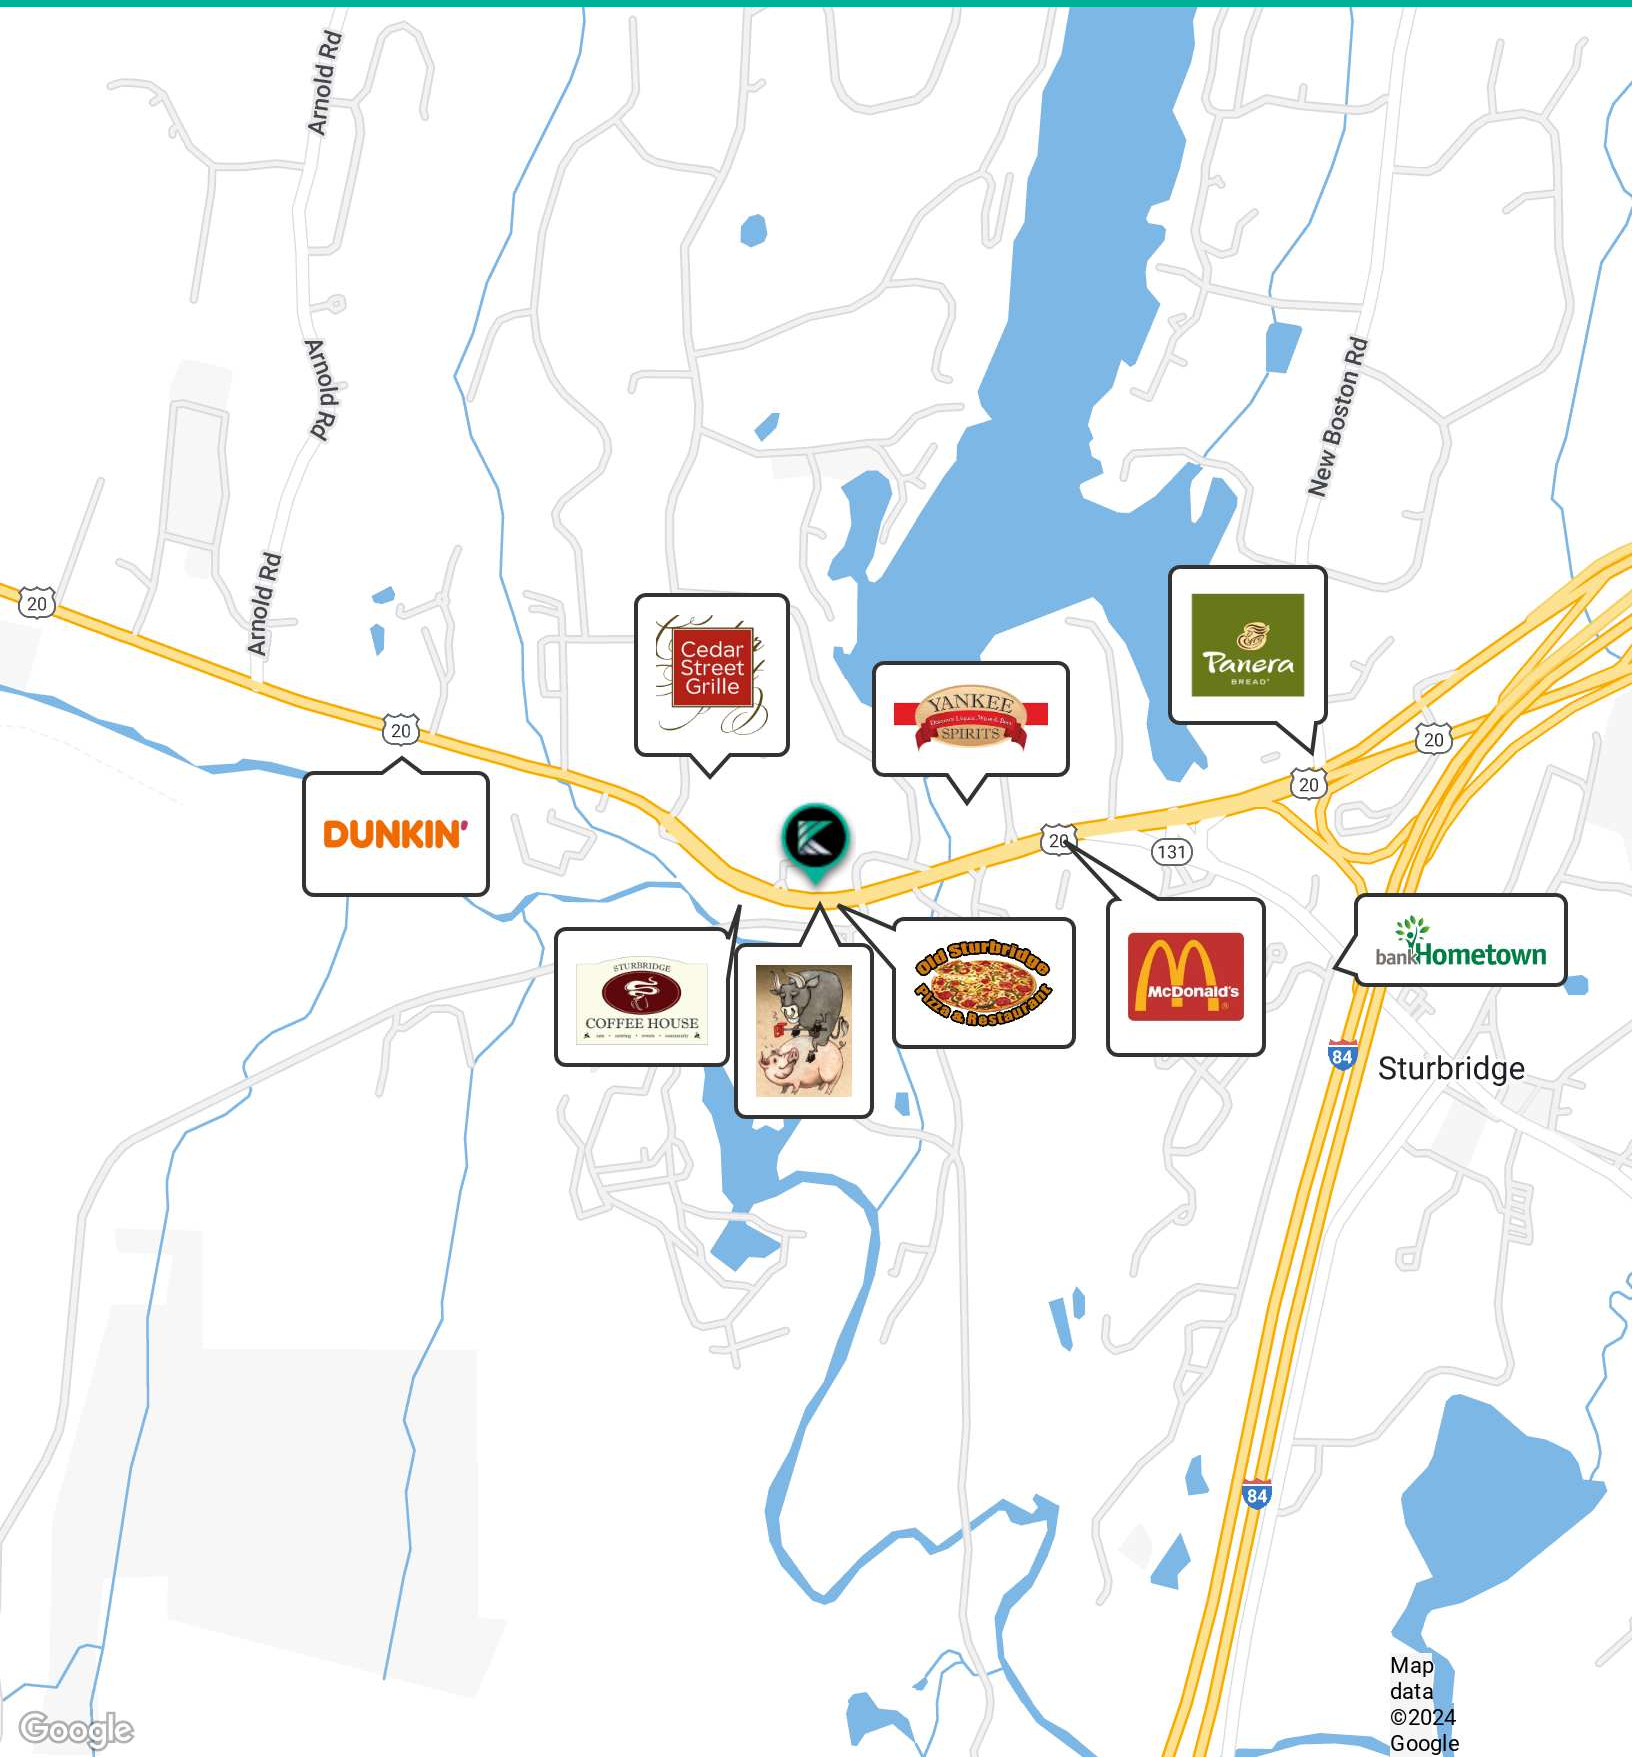 Arnold Rd
Arnold Rd
New Boston Rd
Arnold Rd
20
Cedar
Street
Grille
Panera
BREAD
YANKEE
SPIRITS
20
20
20
DUNKIN'
20
131
STURBRIDGE
COFFEE HOUSE
Old Sturbridge
Pizza & Restaurant
McDonald's
bankHometown
84
Sturbridge
84
Map
data
©2024
Google
Google